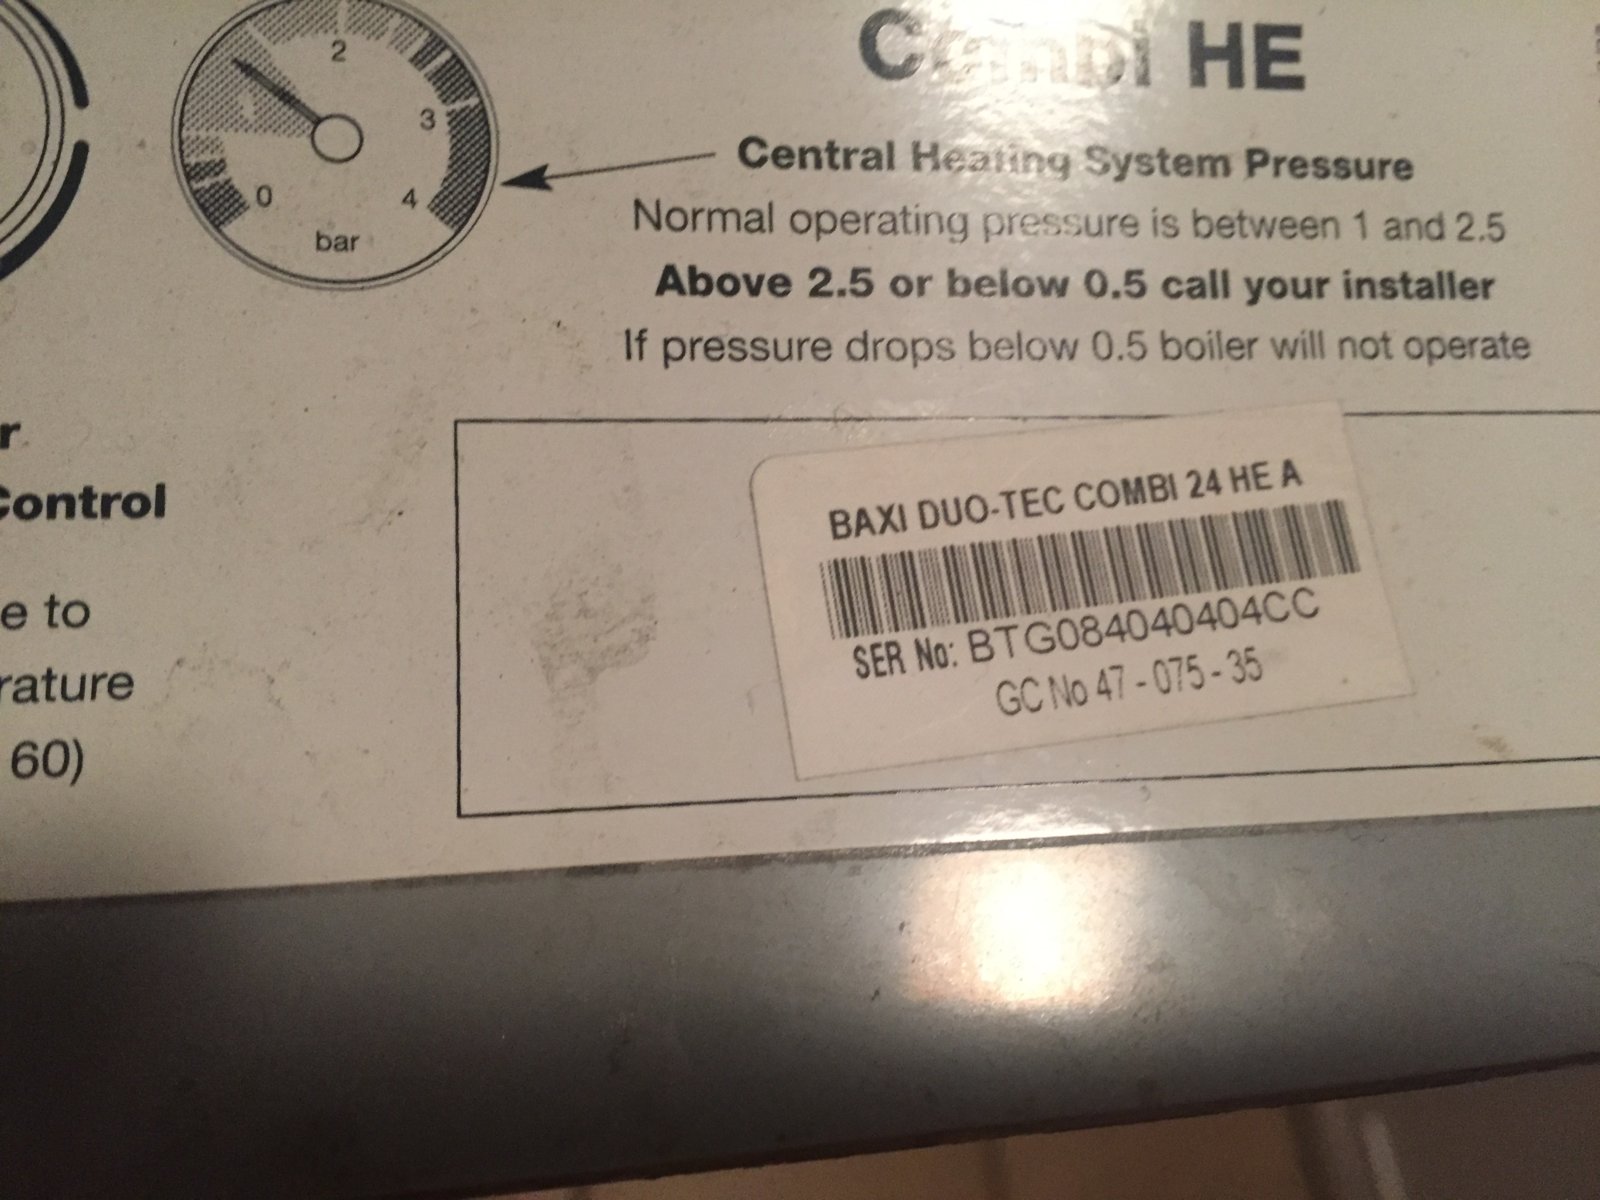 2
1
3
0
4
bar
Combi HE
Central Heating System Pressure
Normal operating pressure is between 1 and 2.5
Above 2.5 or below 0.5 call your installer
If pressure drops below 0.5 boiler will not operate
r
Control
e to
rature
60)
BAXI DUO-TEC COMBI 24 HE A
SER No: BTG084040404CC
GC No 47 - 075 - 35